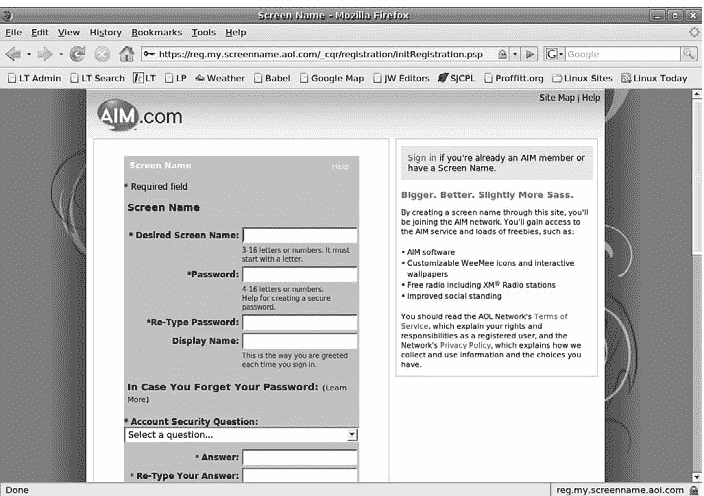 Screen Name - Mozilla Firefox
File Edit View History Bookmarks Tools Help
https://reg.my.screenname.aol.com/_cqr/registration/initRegistration.psp
Google
LT Admin LT Search LT LP Weather Babel Google Map JW Editors SJCPL Proffitt.org Linux Sites Linux Today
Site Map | Help
AIM.com
Screen Name Help
* Required field
Screen Name
* Desired Screen Name:
3-16 letters or numbers. It must
start with a letter.
*Password:
4-16 letters or numbers.
Help for creating a secure
password.
*Re-Type Password:
Display Name:
This is the way you are greeted
each time you sign in.
In Case You Forget Your Password: (Learn
More)
* Account Security Question:
Select a question...
* Answer:
* Re-Type Your Answer:
Sign in if you're already an AIM member or
have a Screen Name.
Bigger. Better. Slightly More Sass.
By creating a screen name through this site, you'll
be joining the AIM network. You'll gain access to
the AIM service and loads of freebies, such as:
• AIM software
• Customizable WeeMee icons and interactive
wallpapers
• Free radio including XM® Radio stations
• Improved social standing
You should read the AOL Network's Terms of
Service, which explain your rights and
responsibilities as a registered user, and the
Network's Privacy Policy, which explains how we
collect and use information and the choices you
have.
Done
reg.my.screenname.aol.com